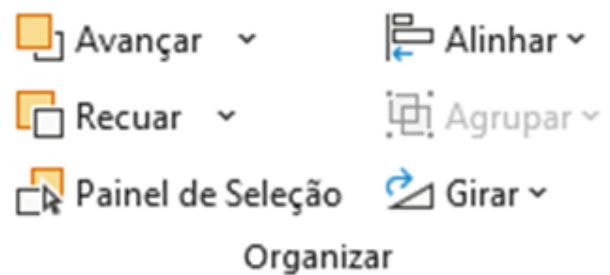 Avançar
Alinhar
Recuar
Agrupar
Painel de Seleção
Girar
Organizar